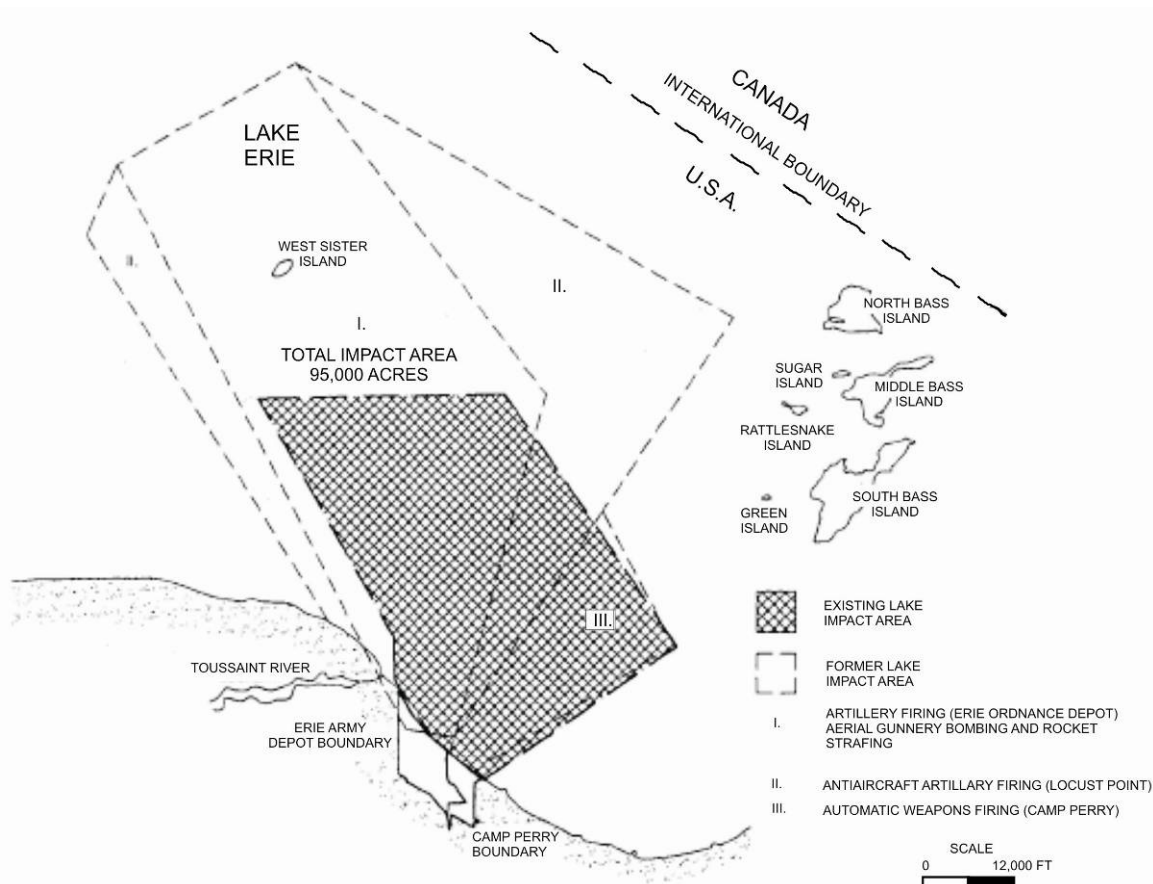 CANADA
INTERNATIONAL BOUNDARY
U.S.A.
LAKE
ERIE
WEST SISTER
ISLAND
II.
II.
I.
TOTAL IMPACT AREA
95,000 ACRES
NORTH BASS
ISLAND
SUGAR
ISLAND
MIDDLE BASS
ISLAND
RATTLESNAKE
ISLAND
SOUTH BASS
ISLAND
GREEN
ISLAND
III.
TOUSSAINT RIVER
ERIE ARMY
DEPOT BOUNDARY
CAMP PERRY
BOUNDARY
EXISTING LAKE
IMPACT AREA
FORMER LAKE
IMPACT AREA
I. ARTILLERY FIRING (ERIE ORDNANCE DEPOT)
AERIAL GUNNERY BOMBING AND ROCKET
STRAFING
II. ANTIAIRCRAFT ARTILLARY FIRING (LOCUST POINT)
III. AUTOMATIC WEAPONS FIRING (CAMP PERRY)
SCALE
0 12,000 FT